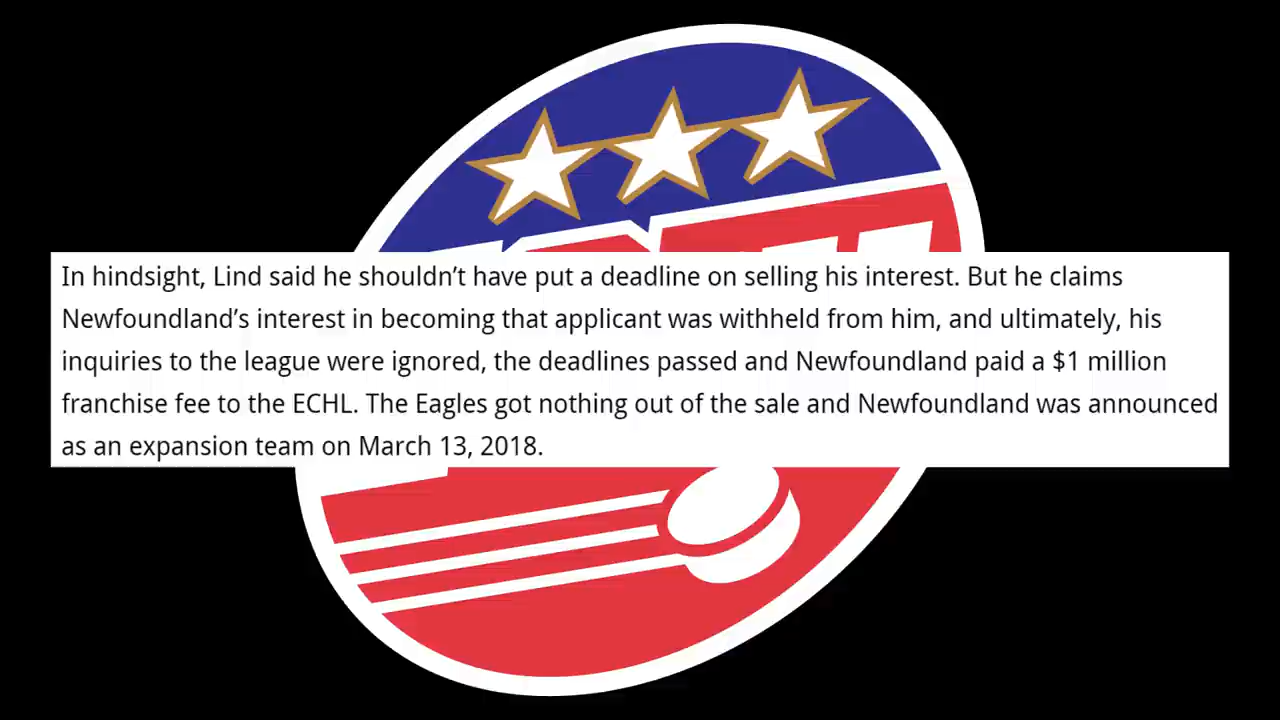 In hindsight, Lind said he shouldn’t have put a deadline on selling his interest. But he claims
Newfoundland’s interest in becoming that applicant was withheld from him, and ultimately, his
inquiries to the league were ignored, the deadlines passed and Newfoundland paid a $1 million
franchise fee to the ECHL. The Eagles got nothing out of the sale and Newfoundland was announced
as an expansion team on March 13, 2018.